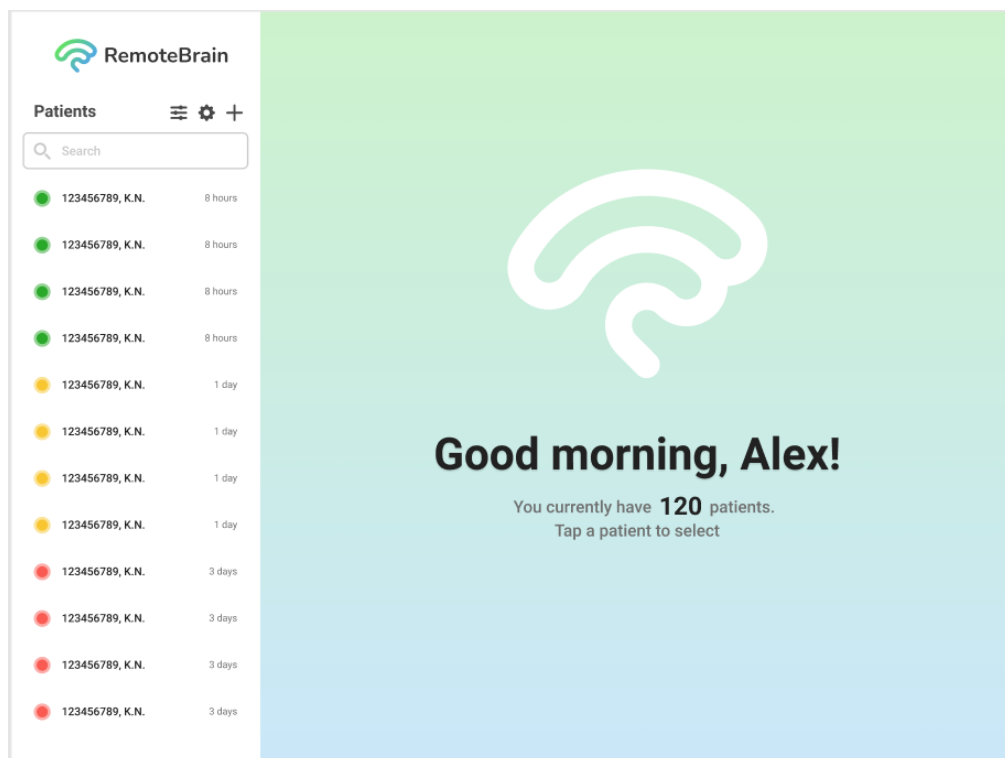 RemoteBrain
Patients
Search
123456789, K.N. 8 hours
123456789, K.N. 8 hours
123456789, K.N. 8 hours
123456789, K.N. 8 hours
123456789, K.N. 1 day
123456789, K.N. 1 day
123456789, K.N. 1 day
123456789, K.N. 1 day
123456789, K.N. 3 days
123456789, K.N. 3 days
123456789, K.N. 3 days
123456789, K.N. 3 days
Good morning, Alex!
You currently have 120 patients.
Tap a patient to select